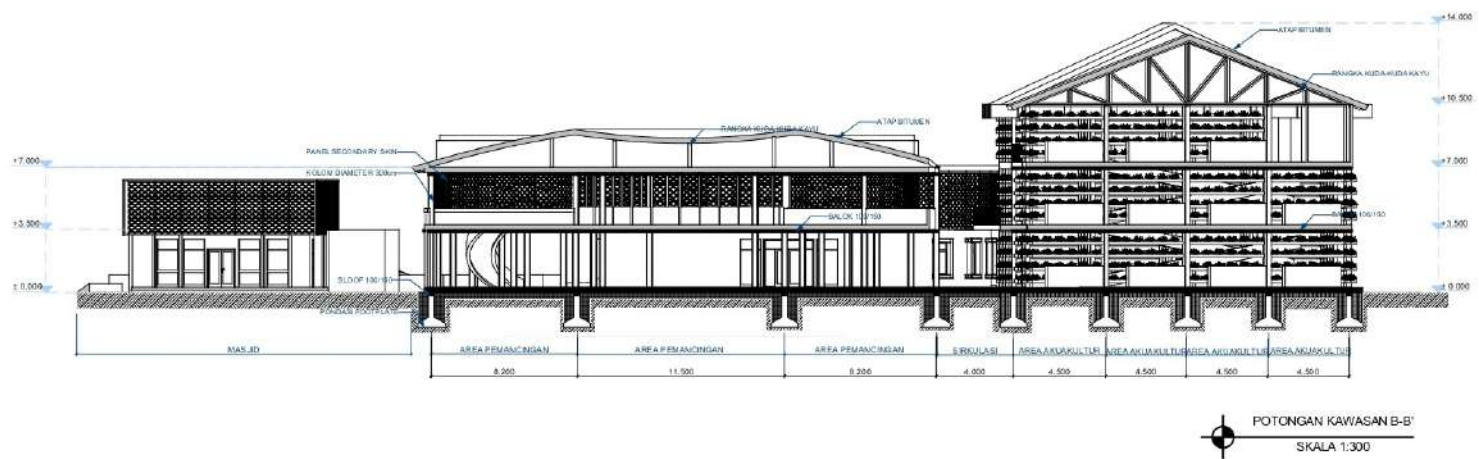 +14.000
ATAP BITUMEN
RANGKA KUDA-KUDA KAYU
+10.500
ATAP BITUMEN
RANGKA KUDA KUDA KAYU
PANEL SECONDARY SKIN
+7.000
+7.000
KOLOM DIAMETER 300mm
BALOK 100/150
BALOK 100/150
+3.500
+3.500
SLOOF 100/150
± 0.000
± 0.000
PONDASI FOOTPLATE
MASJID
AREA PEMANCINGAN
AREA PEMANCINGAN
AREA PEMANCINGAN
SIRKULASI
AREA AKUAKULTUR
AREA AKUAKULTUR
AREA AKUAKULTUR
AREA AKUAKULTUR
8.200
11.500
8.200
4.000
4.500
4.500
4.500
4.500
POTONGAN KAWASAN B-B'
SKALA 1:300